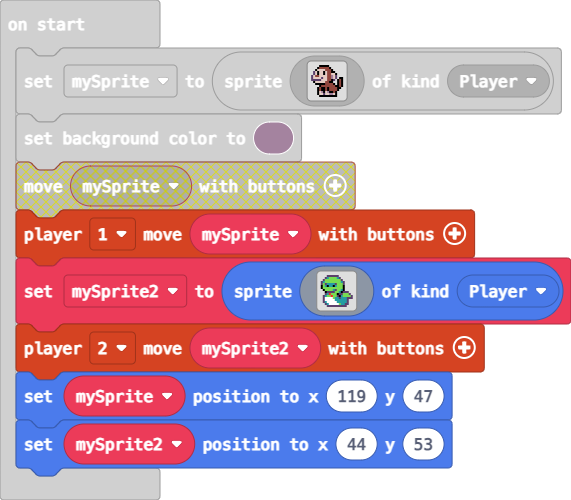 on start
set mySprite to sprite of kind Player
set background color to
move mySprite with buttons
player 1 move mySprite with buttons
set mySprite2 to sprite of kind Player
player 2 move mySprite2 with buttons
set mySprite position to x 119 y 47
set mySprite2 position to x 44 y 53